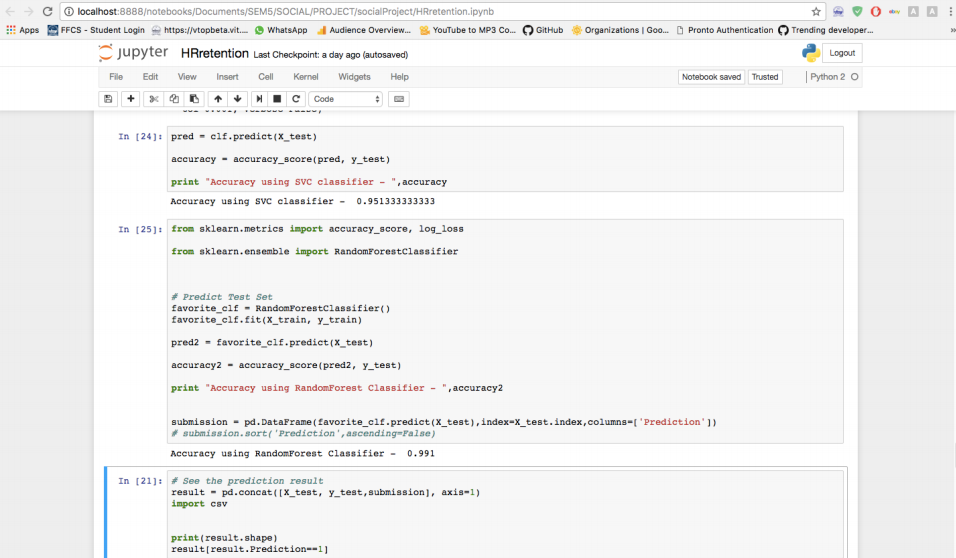 localhost:8888/notebooks/Documents/SEM5/SOCIAL/PROJECT/socialProject/HRretention.ipynb
Apps FFCS - Student Login https://vtopbeta.vit.... WhatsApp Audience Overview... YouTube to MP3 Co... GitHub Organizations | Goo... Pronto Authentication Trending developer...
jupyter HRretention Last Checkpoint: a day ago (autosaved) Logout
File Edit View Insert Cell Kernel Widgets Help Notebook saved Trusted Python 2
Code
In [24]: pred = clf.predict(X_test)
accuracy = accuracy_score(pred, y_test)
print "Accuracy using SVC classifier - ",accuracy
Accuracy using SVC classifier -  0.951333333333
In [25]: from sklearn.metrics import accuracy_score, log_loss
from sklearn.ensemble import RandomForestClassifier
# Predict Test Set
favorite_clf = RandomForestClassifier()
favorite_clf.fit(X_train, y_train)
pred2 = favorite_clf.predict(X_test)
accuracy2 = accuracy_score(pred2, y_test)
print "Accuracy using RandomForest Classifier - ",accuracy2
submission = pd.DataFrame(favorite_clf.predict(X_test),index=X_test.index,columns=['Prediction'])
# submission.sort('Prediction',ascending=False)
Accuracy using RandomForest Classifier -  0.991
In [21]: # See the prediction result
result = pd.concat([X_test, y_test,submission], axis=1)
import csv
print(result.shape)
result[result.Prediction==1]